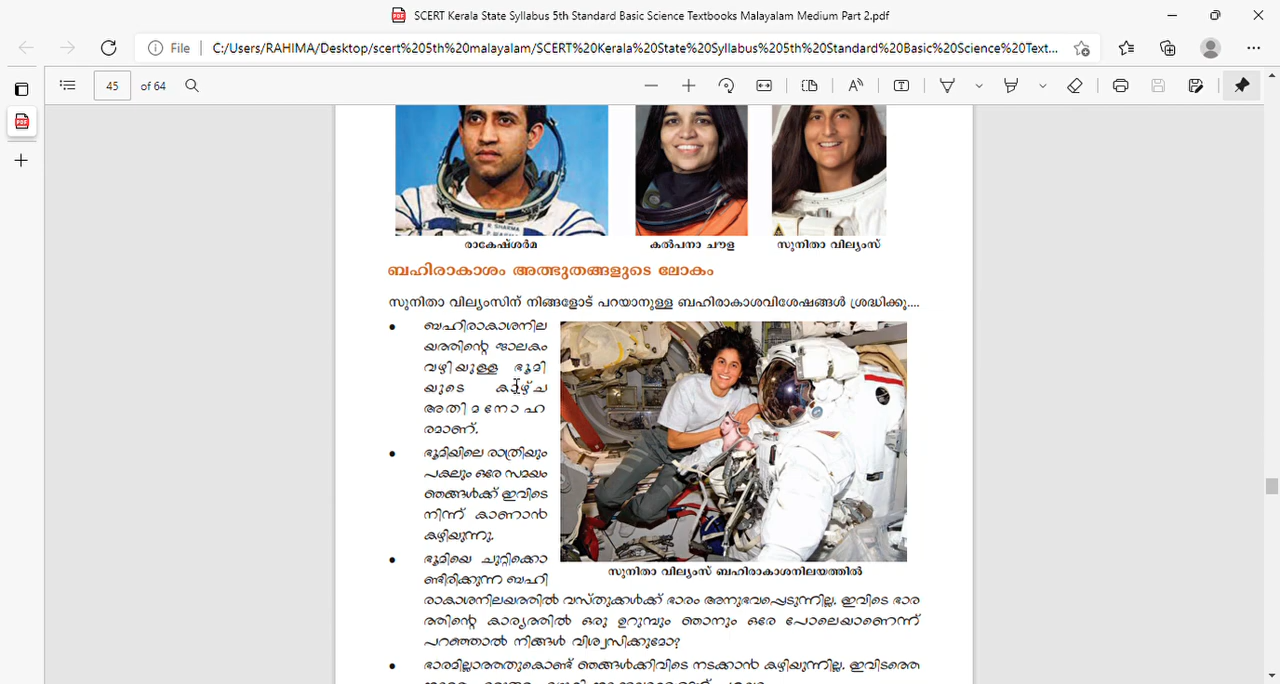 SCERT Kerala State Syllabus 5th Standard Basic Science Textbooks Malayalam Medium Part 2.pdf
File
C:/Users/RAHIMA/Desktop/scert%205th%20malayalam/SCERT%20Kerala%20State%20Syllabus%205th%20Standard%20Basic%20Science%20Text...
45 of 64
R. SHARMA
രാകേഷ്ശർമ കൽപനാ ചൗള സുനിതാ വില്യംസ്
ബഹിരാകാശം അത്ഭുതങ്ങളുടെ ലോകം
സുനിതാ വില്യംസിന് നിങ്ങളോട് പറയാനുള്ള ബഹിരാകാശവിശേഷങ്ങൾ ശ്രദ്ധിക്കൂ....
• ബഹിരാകാശനില
യത്തിന്റെ ജാലകം
വഴിയുള്ള ഭൂമി
യുടെ കാഴ്ച
അതിമനോഹ
രമാണ്.
• ഭൂമിയിലെ രാത്രിയും
പകലും ഒരേ സമയം
ഞങ്ങൾക്ക് ഇവിടെ
നിന്ന് കാണാൻ
കഴിയുന്നു.
• ഭൂമിയെ ചുറ്റിക്കൊ
ണ്ടിരിക്കുന്ന ബഹി
സുനിതാ വില്യംസ് ബഹിരാകാശനിലയത്തിൽ
രാകാശനിലയത്തിൽ വസ്തുക്കൾക്ക് ഭാരം അനുഭവപ്പെടുന്നില്ല. ഇവിടെ ഭാര
ത്തിന്റെ കാര്യത്തിൽ ഒരു ഉറുമ്പും ഞാനും ഒരേ പോലെയാണെന്ന്
പറഞ്ഞാൽ നിങ്ങൾ വിശ്വസിക്കുമോ?
• ഭാരമില്ലാത്തതുകൊണ്ട് ഞങ്ങൾക്കിവിടെ നടക്കാൻ കഴിയുന്നില്ല. ഇവിടത്തെ